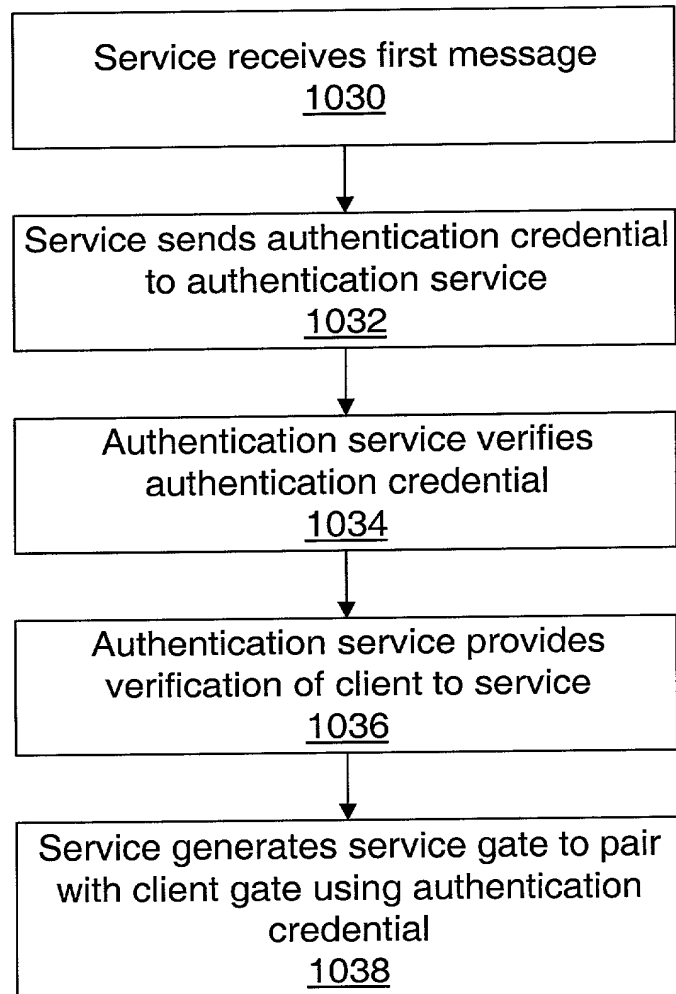 Service receives first message
1030
Service sends authentication credential
to authentication service
1032
Authentication service verifies
authentication credential
1034
Authentication service provides
verification of client to service
1036
Service generates service gate to pair
with client gate using authentication
credential
1038